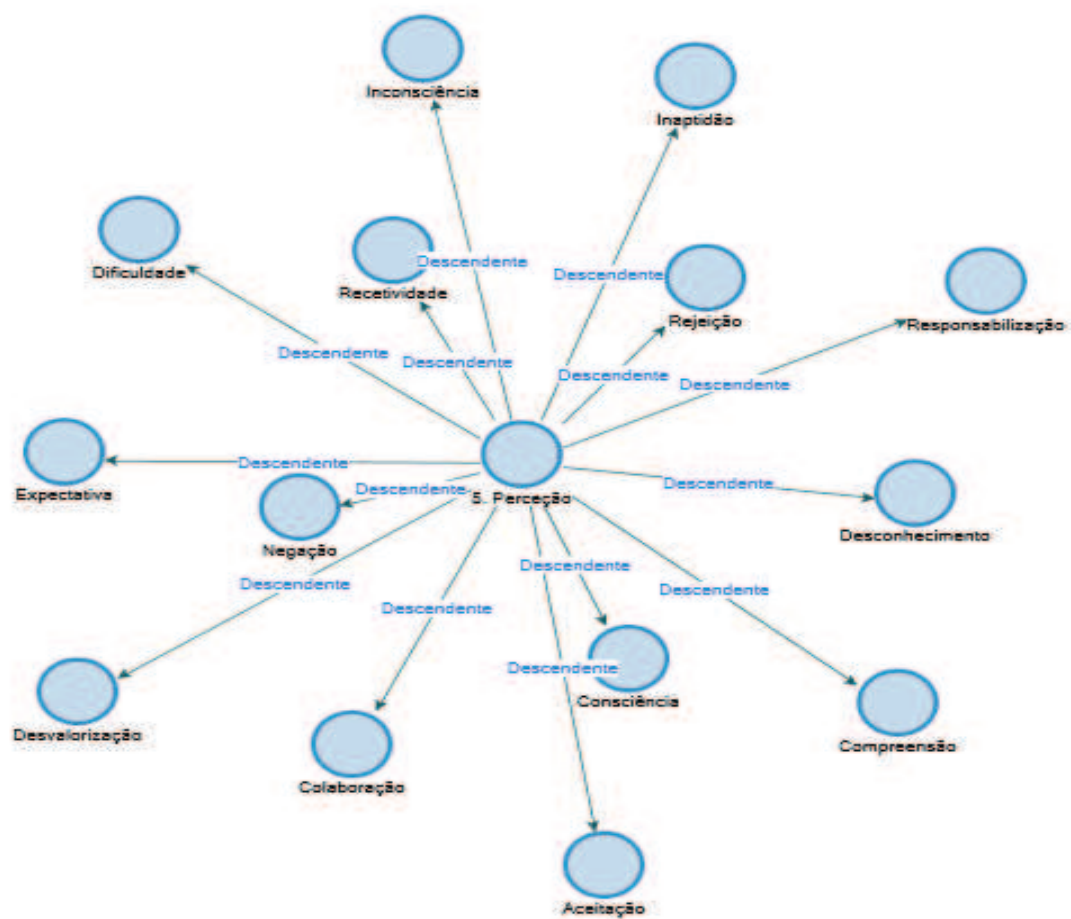 Inconsciência
Inaptidão
Dificuldade
Recetividade
Descendente
Descendente
Rejeição
Responsabilização
Descendente
Descendente
Descendente
Descendente
Expectativa
Descendente
Descendente
5. Perceção
Descendente
Negação
Desconhecimento
Descendente
Descendente
Descendente
Descendente
Descendente
Consciência
Desvalorização
Colaboração
Compreensão
Aceitação